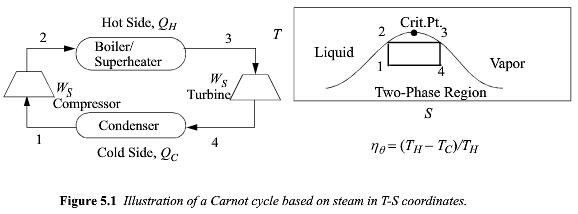 Hot Side, Q_H
2
Boiler/
Superheater
3
W_S
Compressor
W_S
Turbine
1
Condenser
4
Cold Side, Q_C
T
Crit.Pt.
2
3
Liquid
Vapor
1
4
Two-Phase Region
S
η_θ = (T_H − T_C)/T_H
Figure 5.1 Illustration of a Carnot cycle based on steam in T-S coordinates.